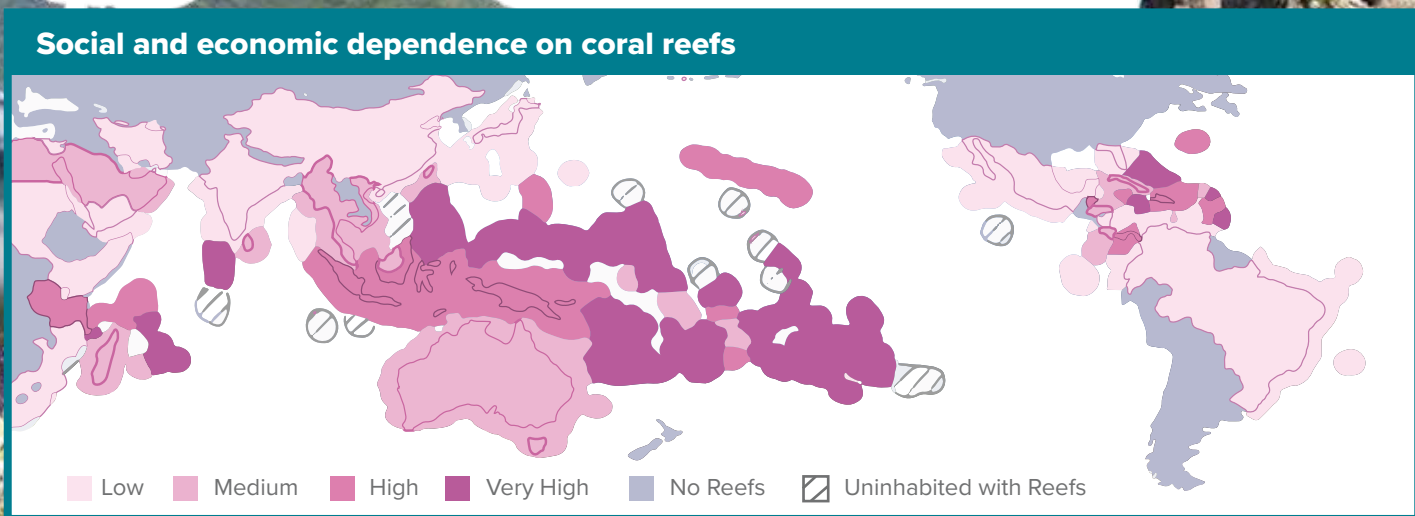 Social and economic dependence on coral reefs
Low Medium High Very High No Reefs Uninhabited with Reefs